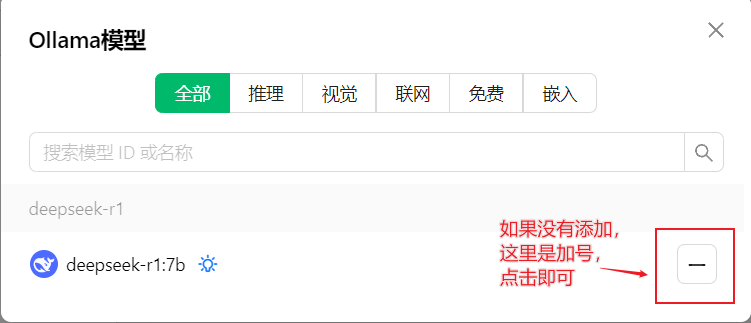 Ollama模型
全部 推理 视觉 联网 免费 嵌入
搜索模型 ID 或名称
deepseek-r1
deepseek-r1:7b
如果没有添加，
这里是加号，
点击即可